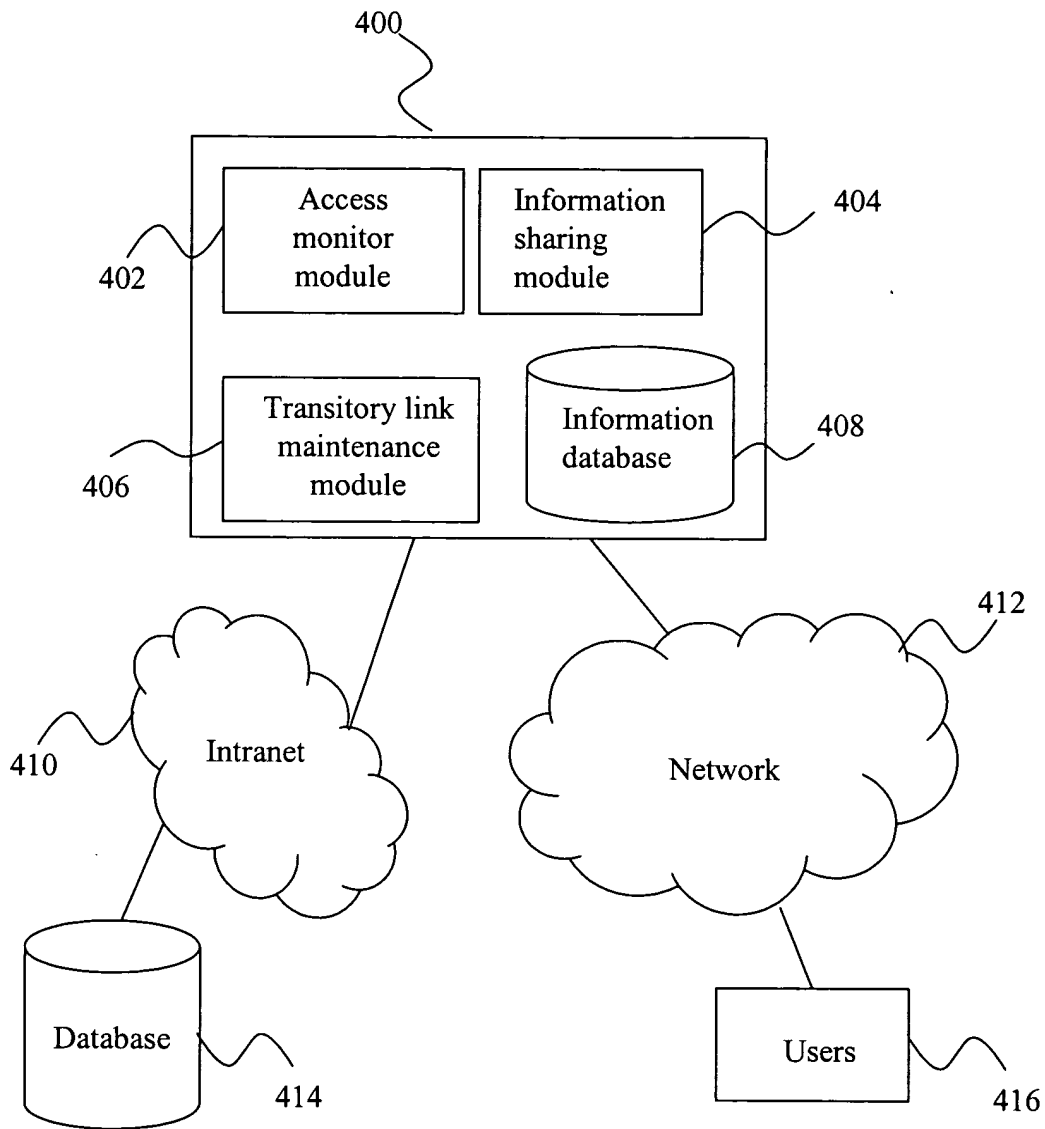 400
Access
monitor
module
Information
sharing
module
404
402
Transitory link
maintenance
module
Information
database
408
406
412
410
Intranet
Network
Database
414
Users
416